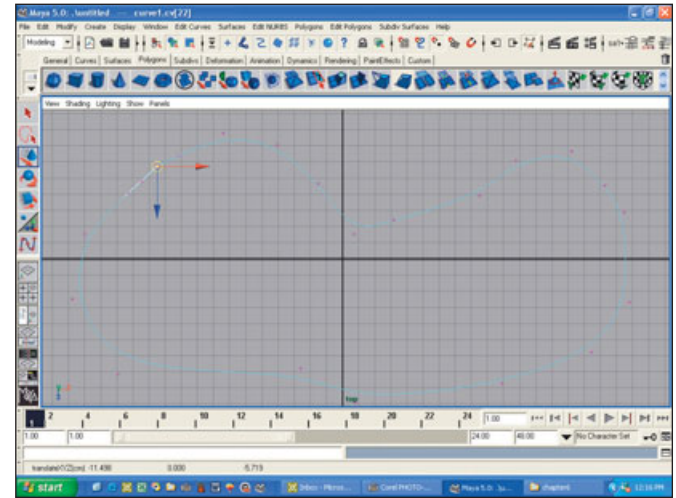 Maya 5.0: .\untitled --- curve1.cv[22]
File Edit Modify Create Display Window Edit Curves Surfaces Edit NURBS Polygons Edit Polygons Subdiv Surfaces Help
Modeling
General Curves Surfaces Polygons Subdivs Deformation Animation Dynamics Rendering PaintEffects Custom
View Shading Lighting Show Panels
top
1 2 4 6 8 10 12 14 16 18 20 22 24 1.00
1.00 1.00 24.00 48.00 No Character Set
translateXYZ(cm) -11.498 0.000 -5.719
start Inbox - Micros... Corel PHOTO-... Maya 5.0: .\u... chapter4 12:16 PM